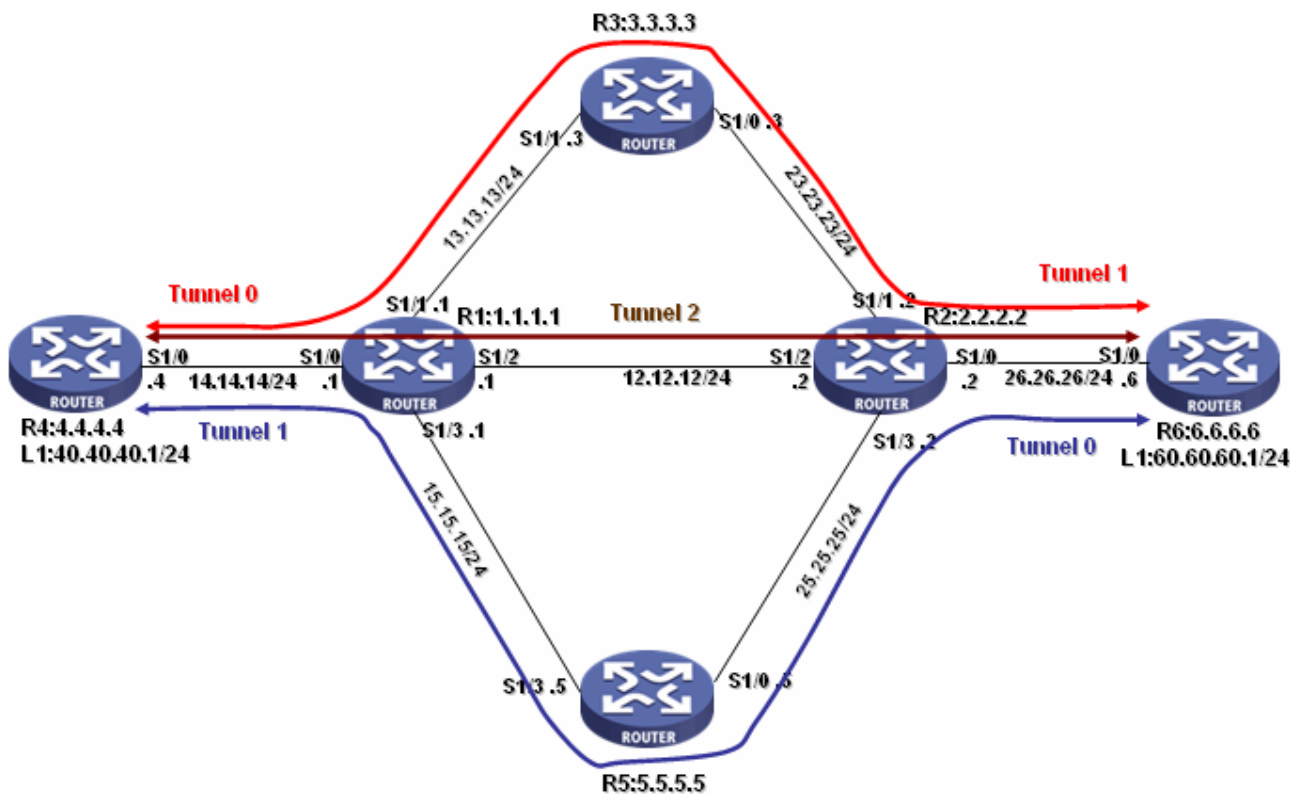 R3:3.3.3.3
ROUTER
S1/1 .3
S1/0 .3
13.13.13/24
23.23.23/24
Tunnel 0
Tunnel 1
S1/1 .1
S1/1 .2
R1:1.1.1.1
Tunnel 2
R2:2.2.2.2
S1/0
S1/0
S1/2
S1/2
S1/0
S1/0
.4
14.14.14/24
.1
.1
12.12.12/24
.2
.2
26.26.26/24
.6
ROUTER
ROUTER
ROUTER
ROUTER
R4:4.4.4.4
L1:40.40.40.1/24
Tunnel 1
S1/3 .1
S1/3 .2
Tunnel 0
R6:6.6.6.6
L1:60.60.60.1/24
15.15.15/24
25.25.25/24
S1/3 .5
S1/0 .5
ROUTER
R5:5.5.5.5